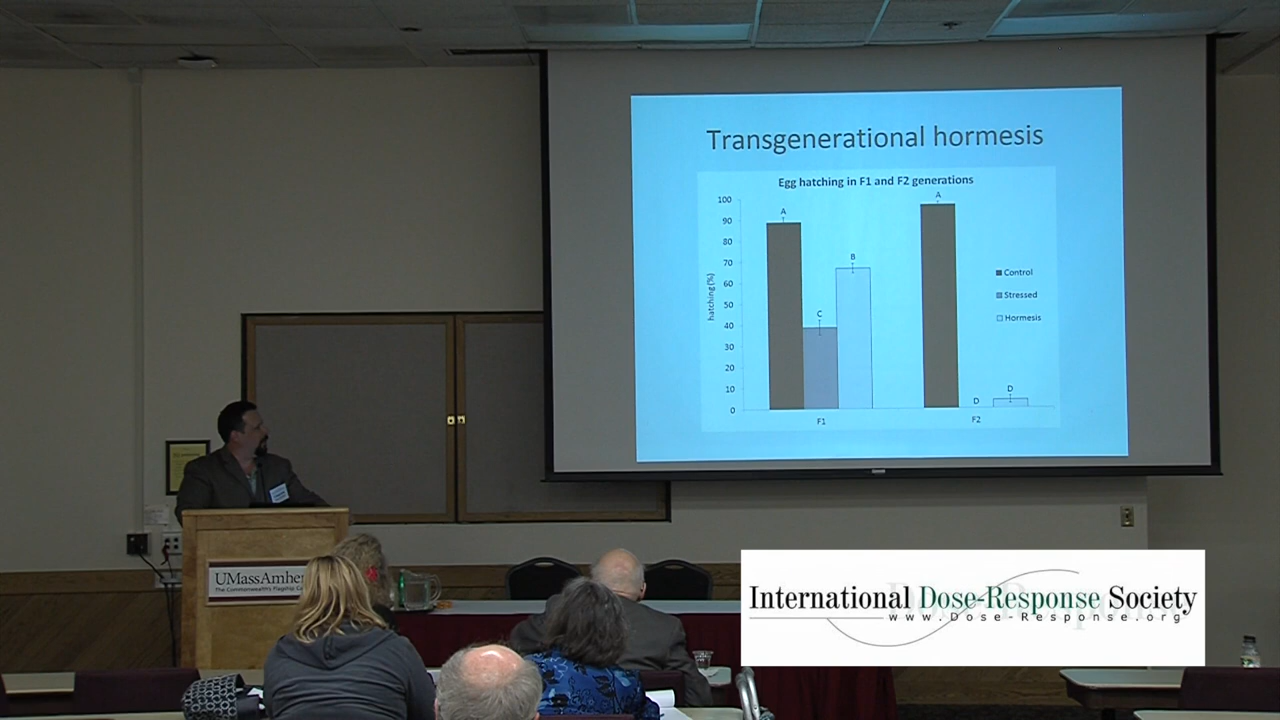 Transgenerational hormesis
Egg hatching in F1 and F2 generations
hatching (%)
100
90
80
70
60
50
40
30
20
10
0
A
C
B
A
D
D
F1
F2
Control
Stressed
Hormesis
UMassAmher
The Commonwealth's Flagship Ca
International Dose-Response Society
www.Dose-Response.org